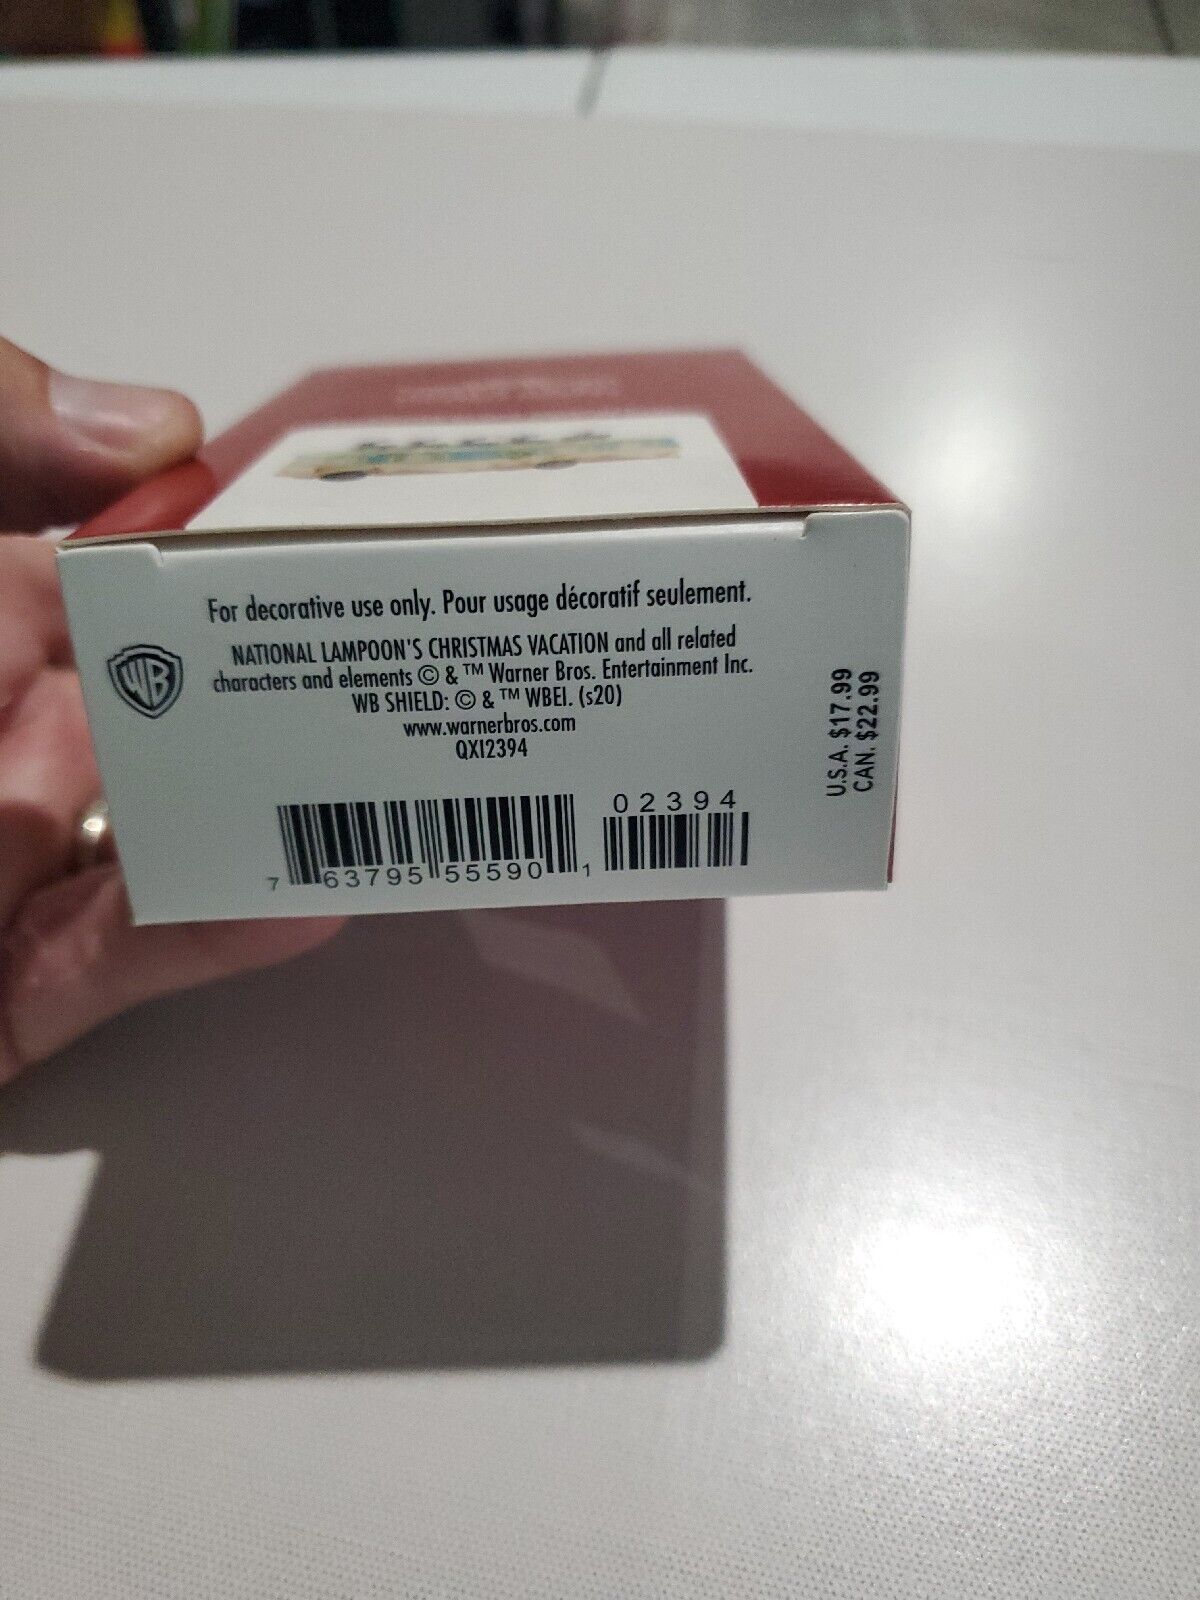 For decorative use only. Pour usage décoratif seulement.
WB
NATIONAL LAMPOON'S CHRISTMAS VACATION and all related
characters and elements © & ™ Warner Bros. Entertainment Inc.
WB SHIELD: © & ™ WBEI. (s20)
www.warnerbros.com
QXI2394
U.S.A. $17.99
CAN. $22.99
02394
7 63795 55590 1